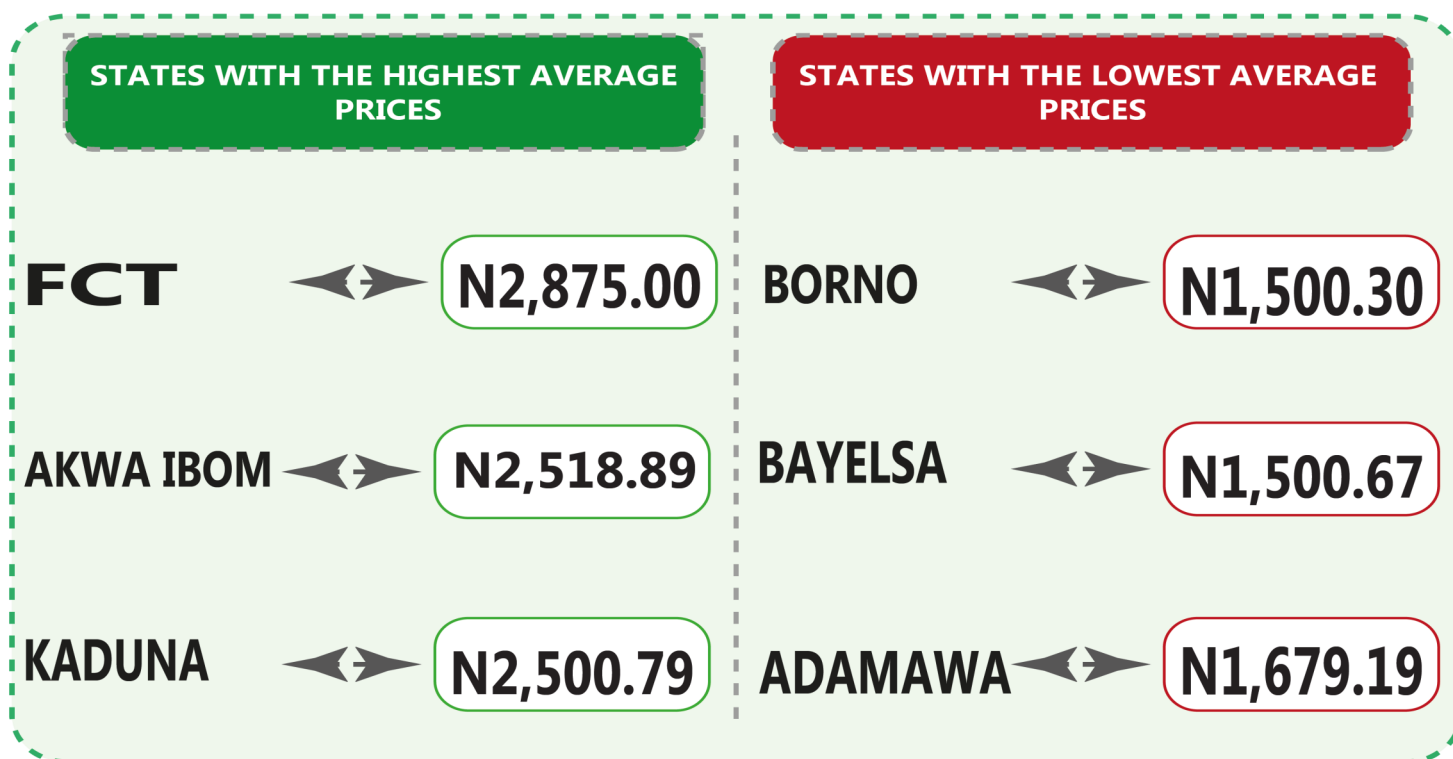 STATES WITH THE HIGHEST AVERAGE
PRICES
FCT N2,875.00
AKWA IBOM N2,518.89
KADUNA N2,500.79
STATES WITH THE LOWEST AVERAGE
PRICES
BORNO N1,500.30
BAYELSA N1,500.67
ADAMAWA N1,679.19